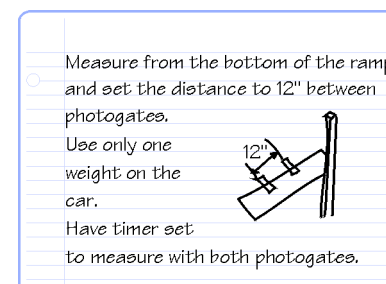 Measure from the bottom of the ramp
and set the distance to 12" between
photogates.
Use only one
12"
weight on the
car.
Have timer set
to measure with both photogates.